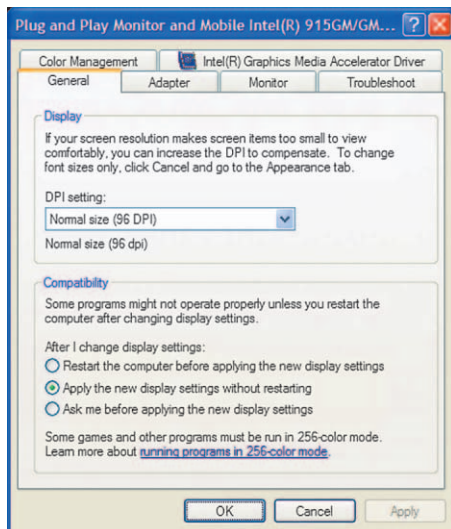 Plug and Play Monitor and Mobile Intel(R) 915GM/GM...
Color Management
Intel(R) Graphics Media Accelerator Driver
General
Adapter
Monitor
Troubleshoot
Display
If your screen resolution makes screen items too small to view
comfortably, you can increase the DPI to compensate. To change
font sizes only, click Cancel and go to the Appearance tab.
DPI setting:
Normal size (96 DPI)
Normal size (96 dpi)
Compatibility
Some programs might not operate properly unless you restart the
computer after changing display settings.
After I change display settings:
Restart the computer before applying the new display settings
Apply the new display settings without restarting
Ask me before applying the new display settings
Some games and other programs must be run in 256-color mode.
Learn more about running programs in 256-color mode.
OK
Cancel
Apply